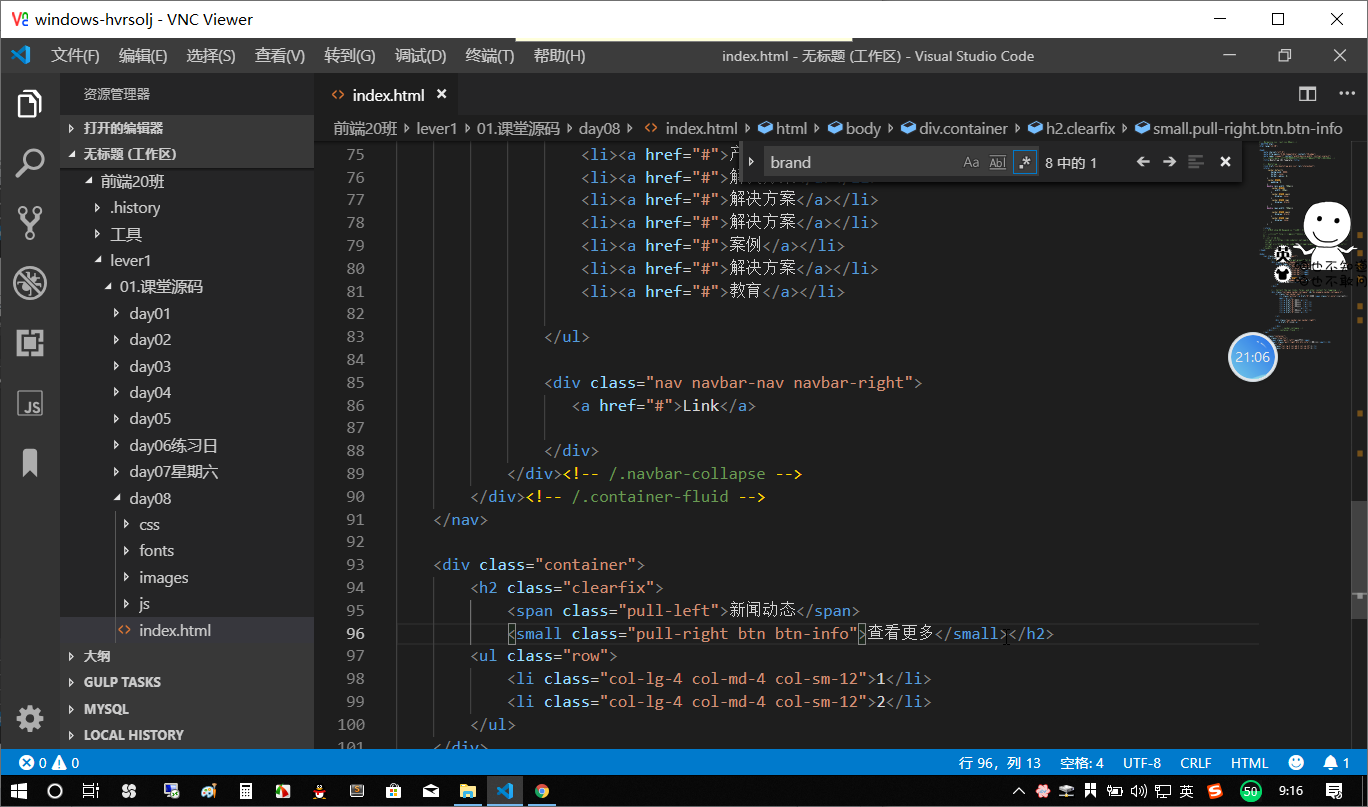 windows-hvrsolj - VNC Viewer
文件(F) 编辑(E) 选择(S) 查看(V) 转到(G) 调试(D) 终端(T) 帮助(H) index.html - 无标题 (工作区) - Visual Studio Code
资源管理器
index.html
打开的编辑器
无标题 (工作区)
前端20班
.history
工具
lever1
01.课堂源码
day01
day02
day03
day04
day05
day06练习日
day07星期六
day08
css
fonts
images
js
index.html
大纲
GULP TASKS
MYSQL
LOCAL HISTORY
前端20班 lever1 01.课堂源码 day08 index.html html body div.container h2.clearfix small.pull-right.btn.btn-info
brand Aa Abl .* 8 中的 1
75 <li><a href="#">
76 <li><a href="#">
77 <li><a href="#">解决方案</a></li>
78 <li><a href="#">解决方案</a></li>
79 <li><a href="#">案例</a></li>
80 <li><a href="#">解决方案</a></li>
81 <li><a href="#">教育</a></li>
82
83 </ul>
84
85 <div class="nav navbar-nav navbar-right">
86 <a href="#">Link</a>
87
88 </div>
89 </div><!-- /.navbar-collapse -->
90 </div><!-- /.container-fluid -->
91 </nav>
92
93 <div class="container">
94 <h2 class="clearfix">
95 <span class="pull-left">新闻动态</span>
96 <small class="pull-right btn btn-info">查看更多</small></h2>
97 <ul class="row">
98 <li class="col-lg-4 col-md-4 col-sm-12">1</li>
99 <li class="col-lg-4 col-md-4 col-sm-12">2</li>
100 </ul>
101 </div>
英
21:06
0 0 行 96，列 13 空格: 4 UTF-8 CRLF HTML 1
英 50 9:16